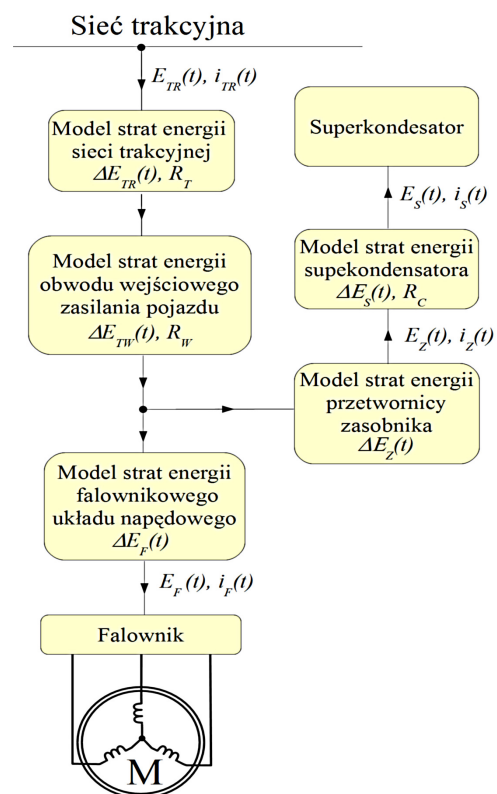 Sieć trakcyjna
E_TR(t), i_TR(t)
Model strat energii
sieci trakcyjnej
ΔE_TR(t), R_T
Model strat energii
obwodu wejściowego
zasilania pojazdu
ΔE_TW(t), R_W
Model strat energii
falownikowego
układu napędowego
ΔE_F(t)
E_F(t), i_F(t)
Falownik
M
Superkondesator
E_S(t), i_S(t)
Model strat energii
supekondensatora
ΔE_S(t), R_C
E_Z(t), i_Z(t)
Model strat energii
przetwornicy
zasobnika
ΔE_Z(t)